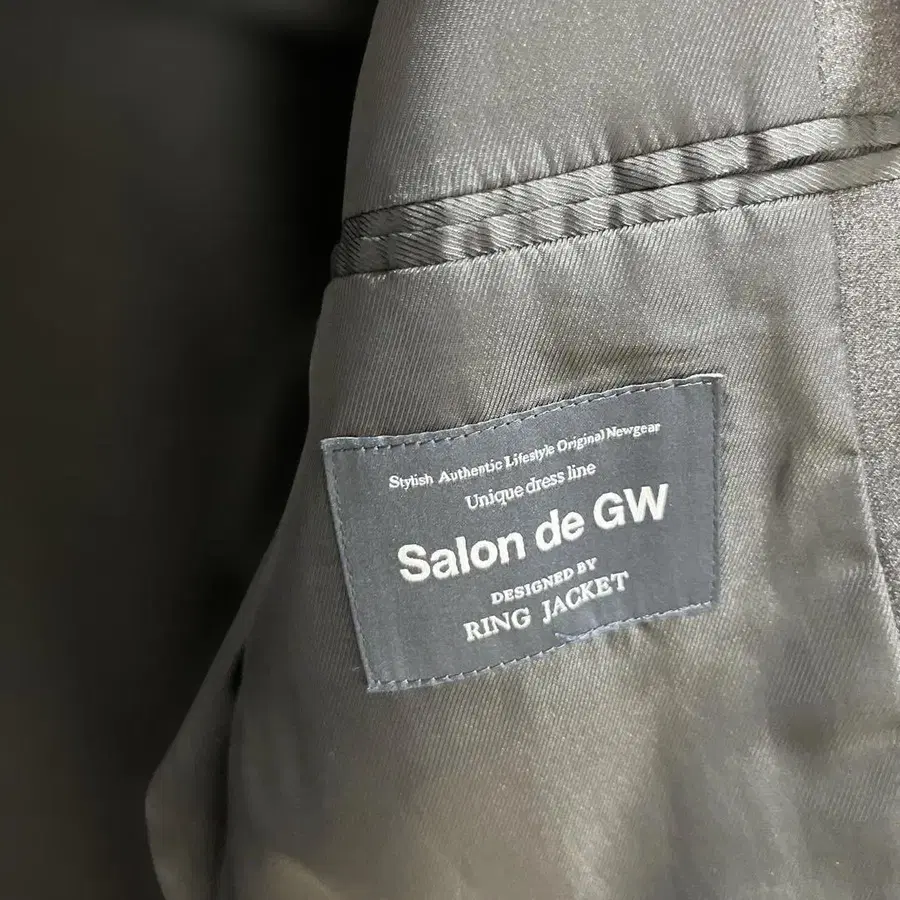 Stylish Authentic Lifestyle Original Newgear
Unique dress line
Salon de GW
DESIGNED BY
RING JACKET